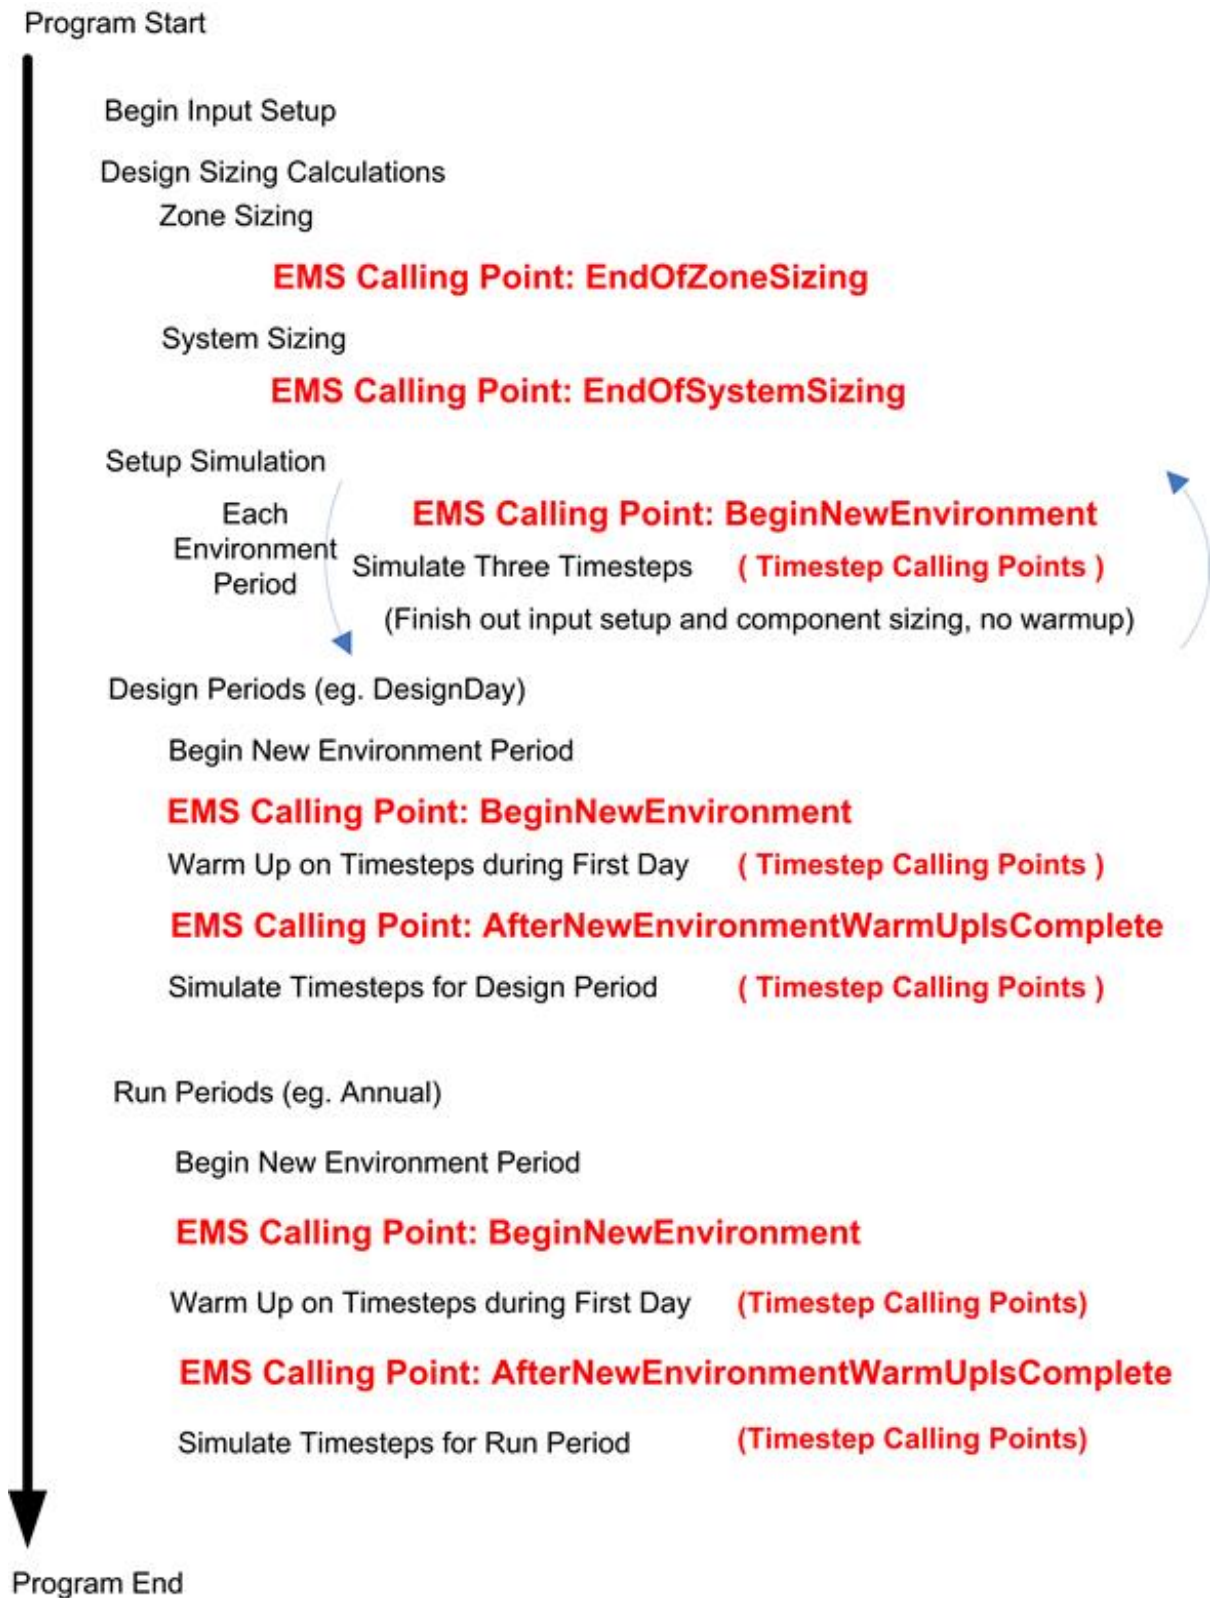 Program Start
Begin Input Setup
Design Sizing Calculations
Zone Sizing
EMS Calling Point: EndOfZoneSizing
System Sizing
EMS Calling Point: EndOfSystemSizing
Setup Simulation
Each
Environment
Period
EMS Calling Point: BeginNewEnvironment
Simulate Three Timesteps ( Timestep Calling Points )
(Finish out input setup and component sizing, no warmup)
Design Periods (eg. DesignDay)
Begin New Environment Period
EMS Calling Point: BeginNewEnvironment
Warm Up on Timesteps during First Day ( Timestep Calling Points )
EMS Calling Point: AfterNewEnvironmentWarmUpIsComplete
Simulate Timesteps for Design Period ( Timestep Calling Points )
Run Periods (eg. Annual)
Begin New Environment Period
EMS Calling Point: BeginNewEnvironment
Warm Up on Timesteps during First Day (Timestep Calling Points)
EMS Calling Point: AfterNewEnvironmentWarmUpIsComplete
Simulate Timesteps for Run Period (Timestep Calling Points)
Program End